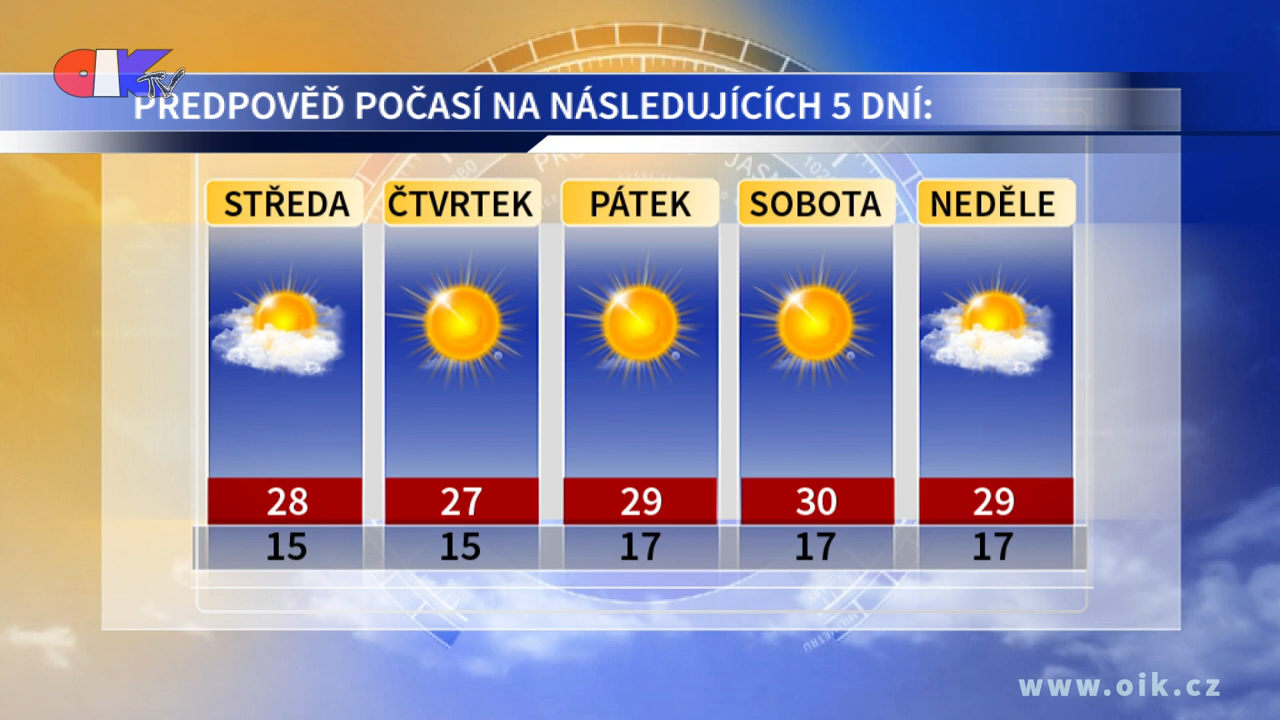 OIK TV
PŘEDPOVĚĎ POČASÍ NA NÁSLEDUJÍCÍCH 5 DNÍ:
STŘEDA ČTVRTEK PÁTEK SOBOTA NEDĚLE
28 27 29 30 29
15 15 17 17 17
www.oik.cz